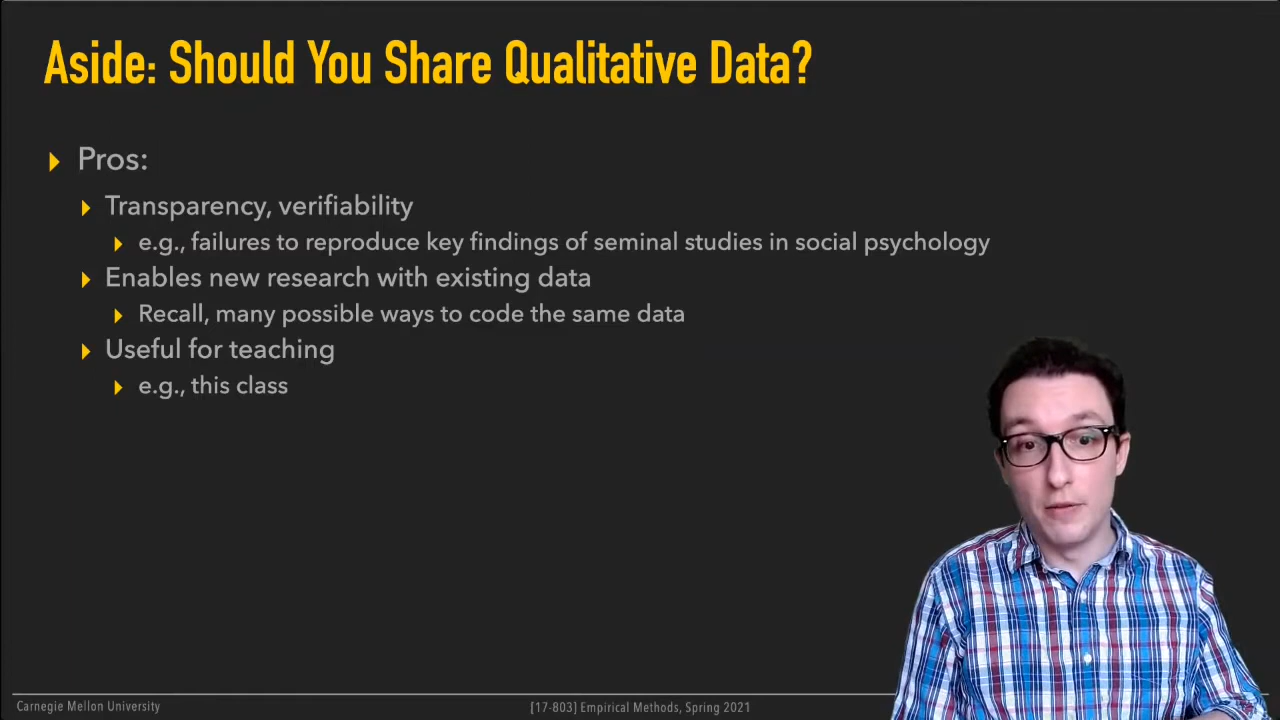 Aside: Should You Share Qualitative Data?
Pros:
Transparency, verifiability
e.g., failures to reproduce key findings of seminal studies in social psychology
Enables new research with existing data
Recall, many possible ways to code the same data
Useful for teaching
e.g., this class
Carnegie Mellon University
[17-803] Empirical Methods, Spring 2021